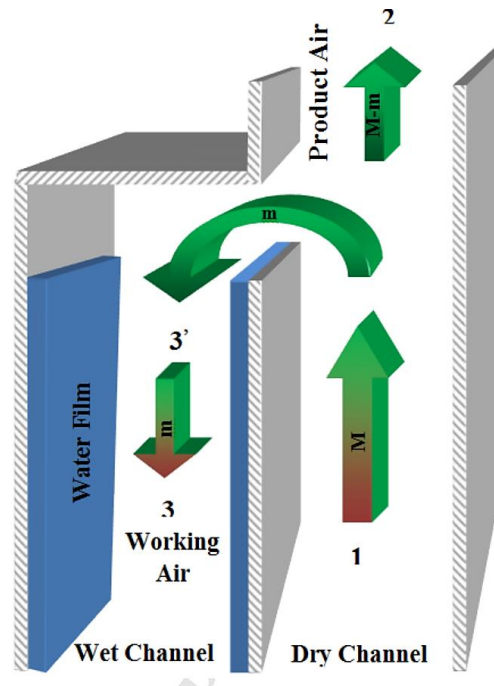 2
Product Air
M-m
m
3’
Water Film
m
M
3
1
Working
Air
Wet Channel
Dry Channel